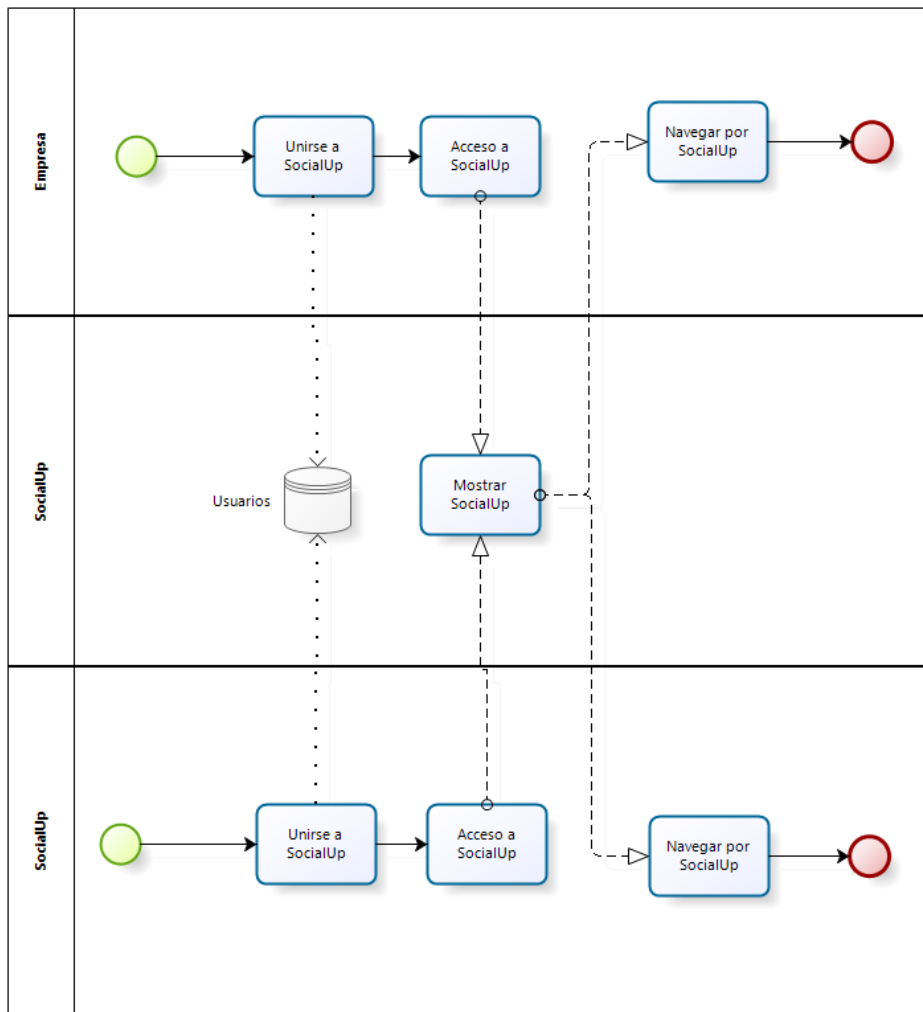 Empresa
Unirse a
SocialUp
Acceso a
SocialUp
Navegar por
SocialUp
SocialUp
Usuarios
Mostrar
SocialUp
SocialUp
Unirse a
SocialUp
Acceso a
SocialUp
Navegar por
SocialUp